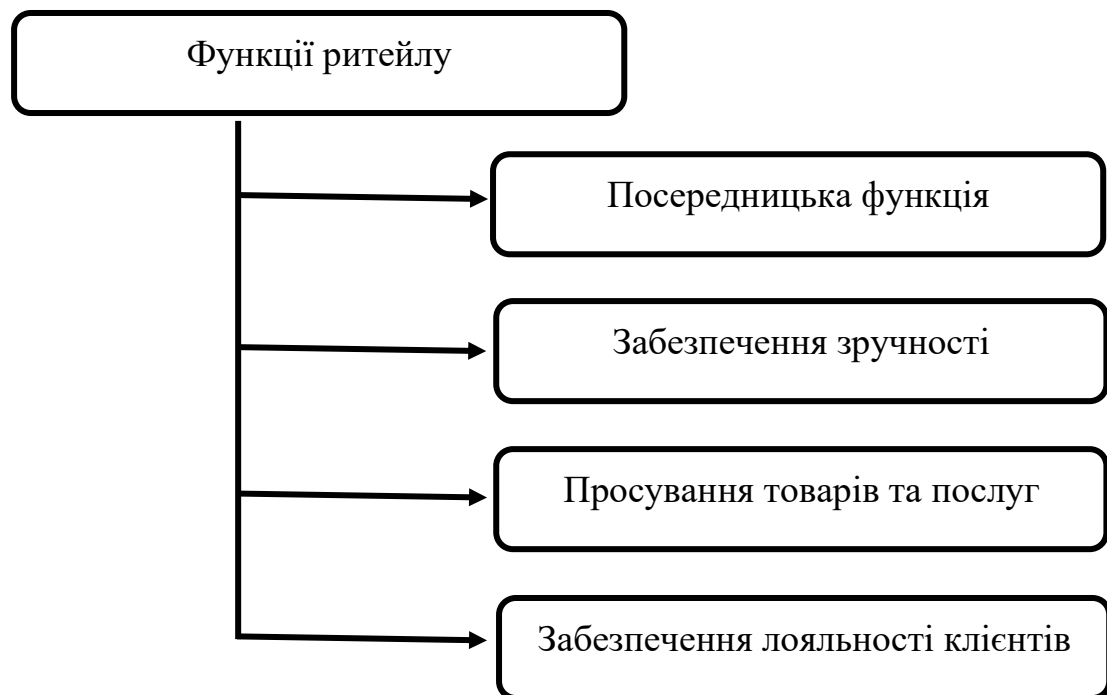 Функції ритейлу
Посередницька функція
Забезпечення зручності
Просування товарів та послуг
Забезпечення лояльності клієнтів